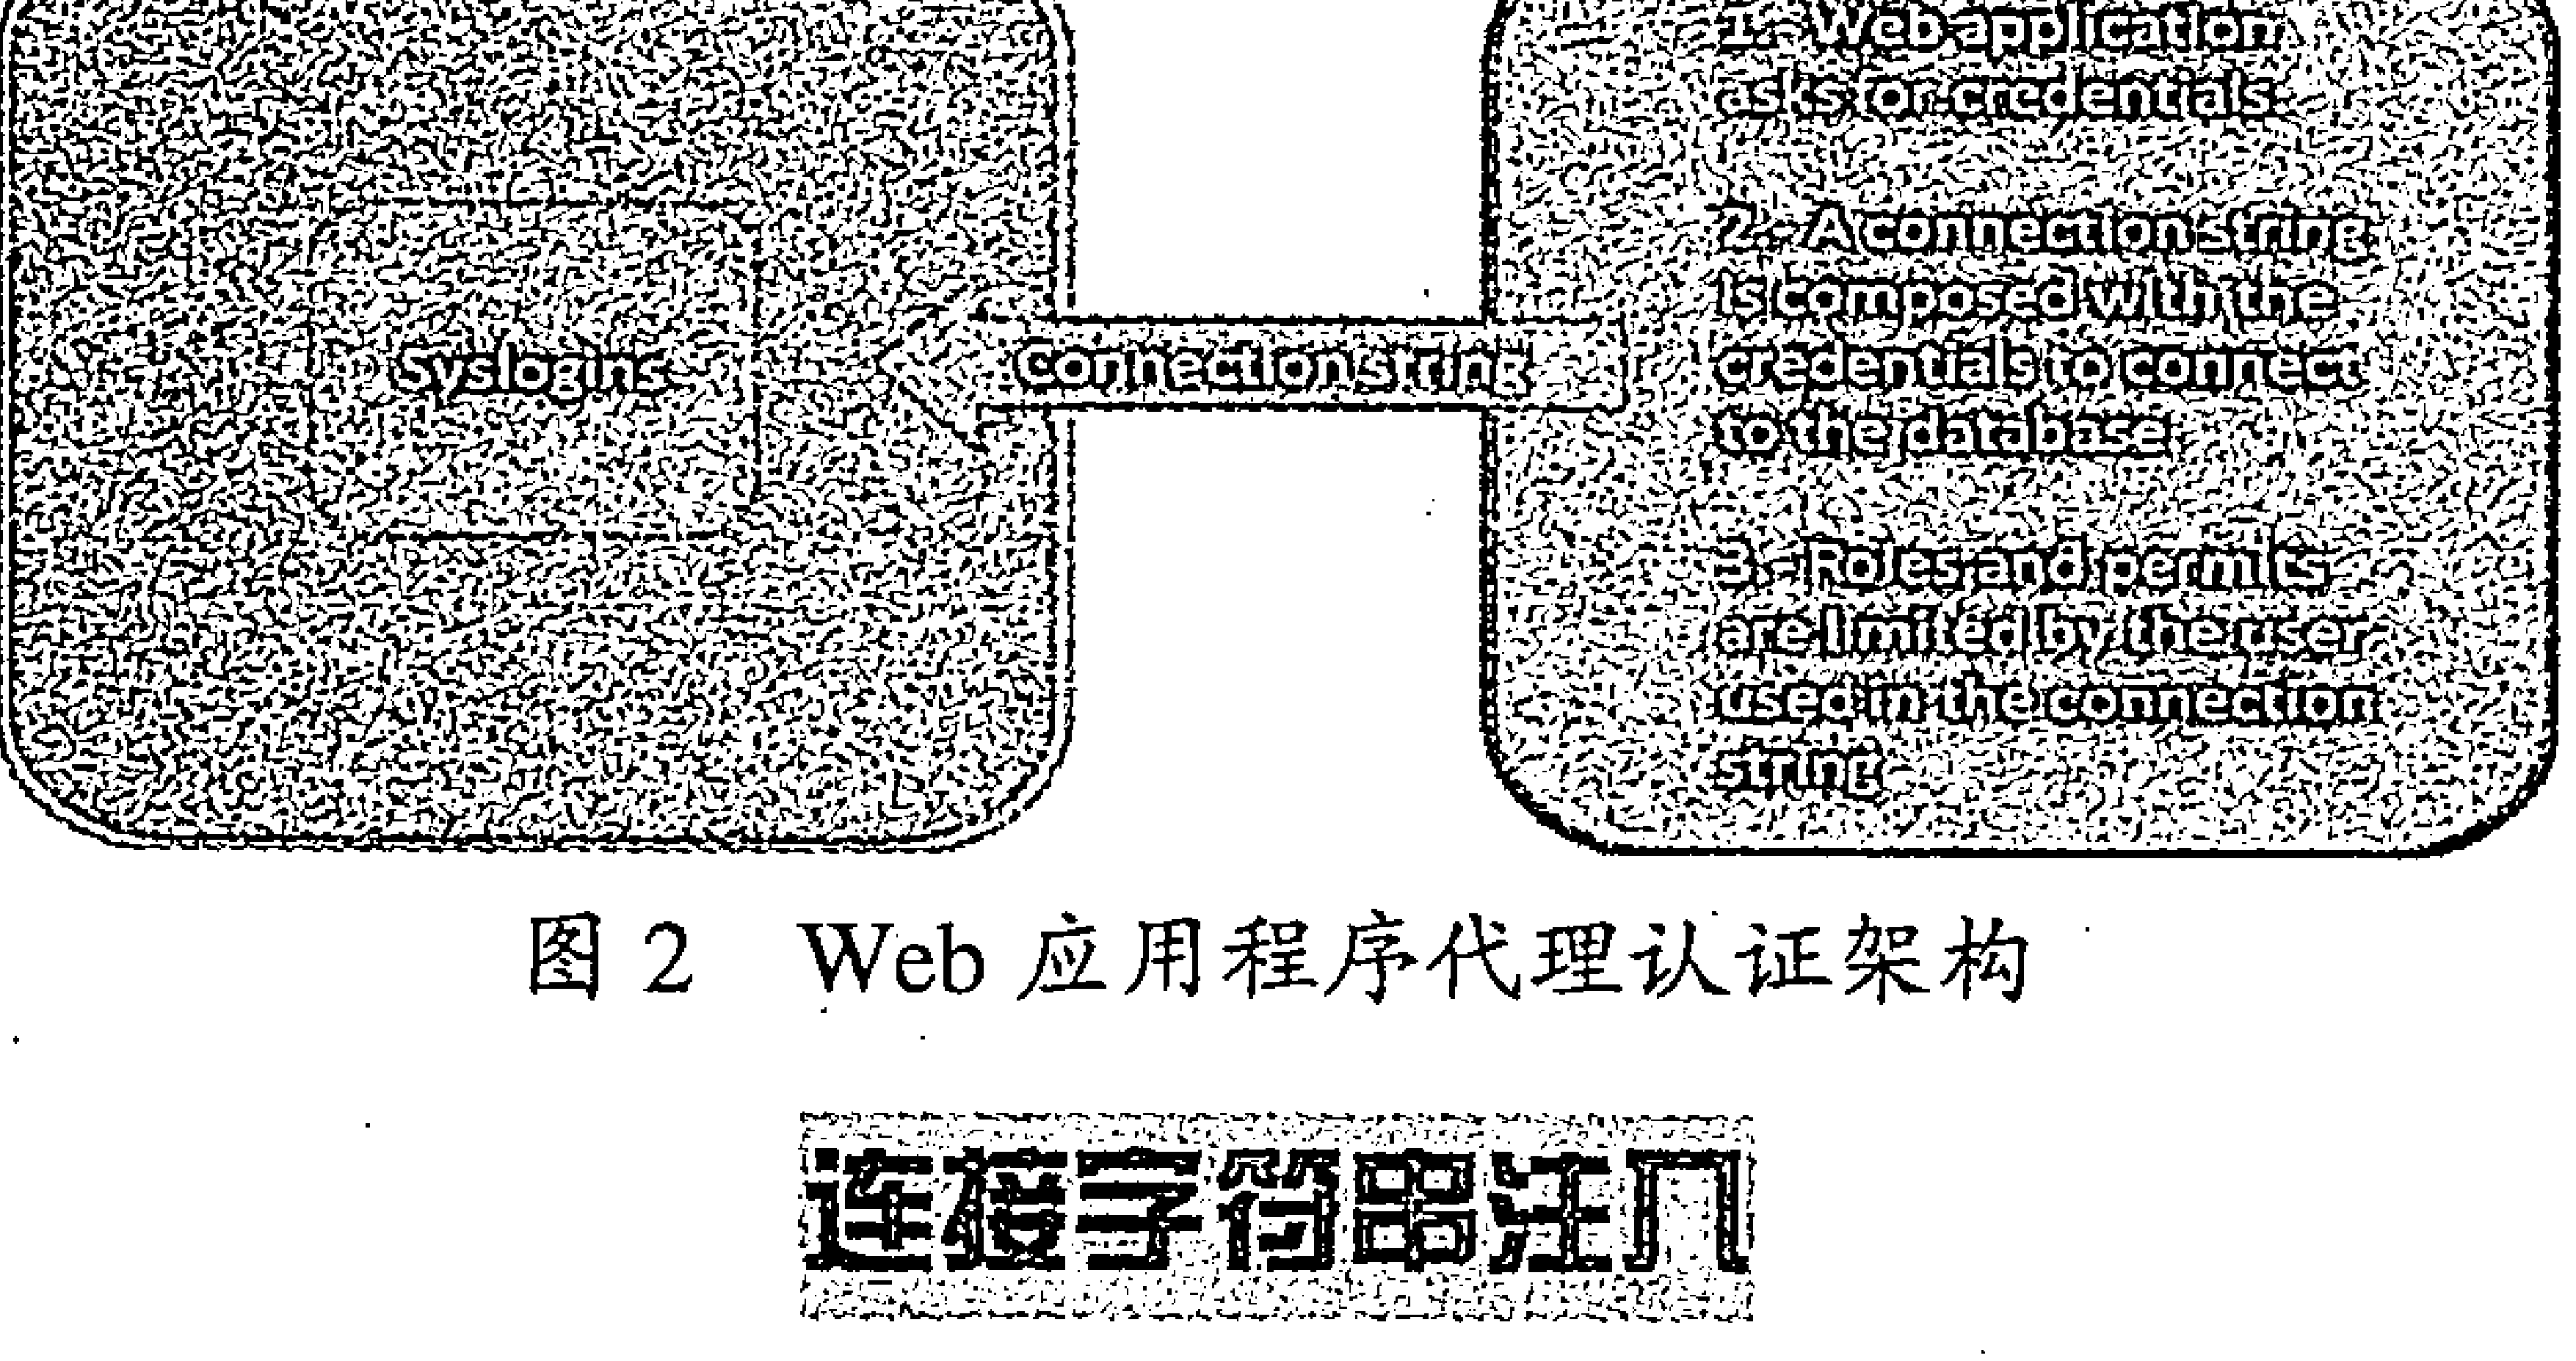 1.- Web application
asks for credentials
2.- A connection string
is composed with the
credentials to connect
to the database
3.- Roles and permits
are limited by the user
used in the connection
string
Syslogins
Connection string
图 2 Web 应用程序代理认证架构
连接字符串注入